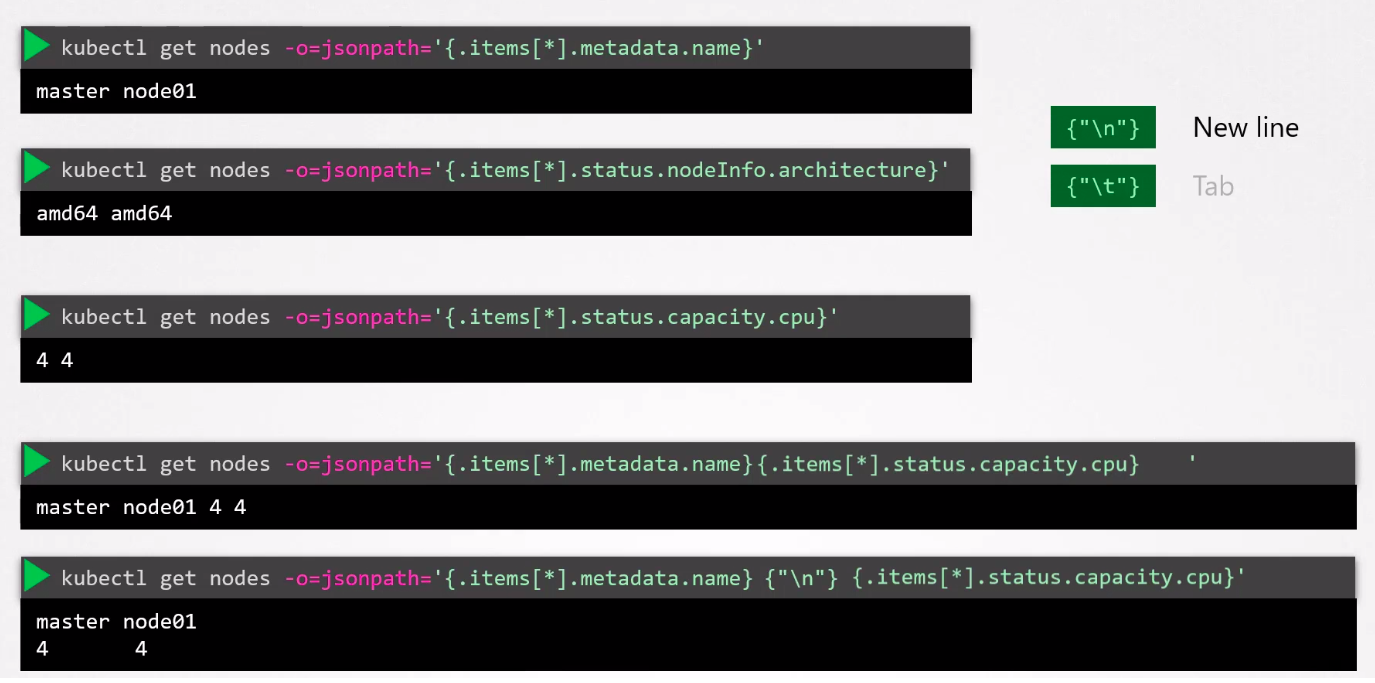 kubectl get nodes -o=jsonpath='{.items[*].metadata.name}'
master node01
{"\n"} New line
kubectl get nodes -o=jsonpath='{.items[*].status.nodeInfo.architecture}'
{"\t"} Tab
amd64 amd64
kubectl get nodes -o=jsonpath='{.items[*].status.capacity.cpu}'
4 4
kubectl get nodes -o=jsonpath='{.items[*].metadata.name}{.items[*].status.capacity.cpu}    '
master node01 4 4
kubectl get nodes -o=jsonpath='{.items[*].metadata.name} {"\n"} {.items[*].status.capacity.cpu}'
master node01
4       4